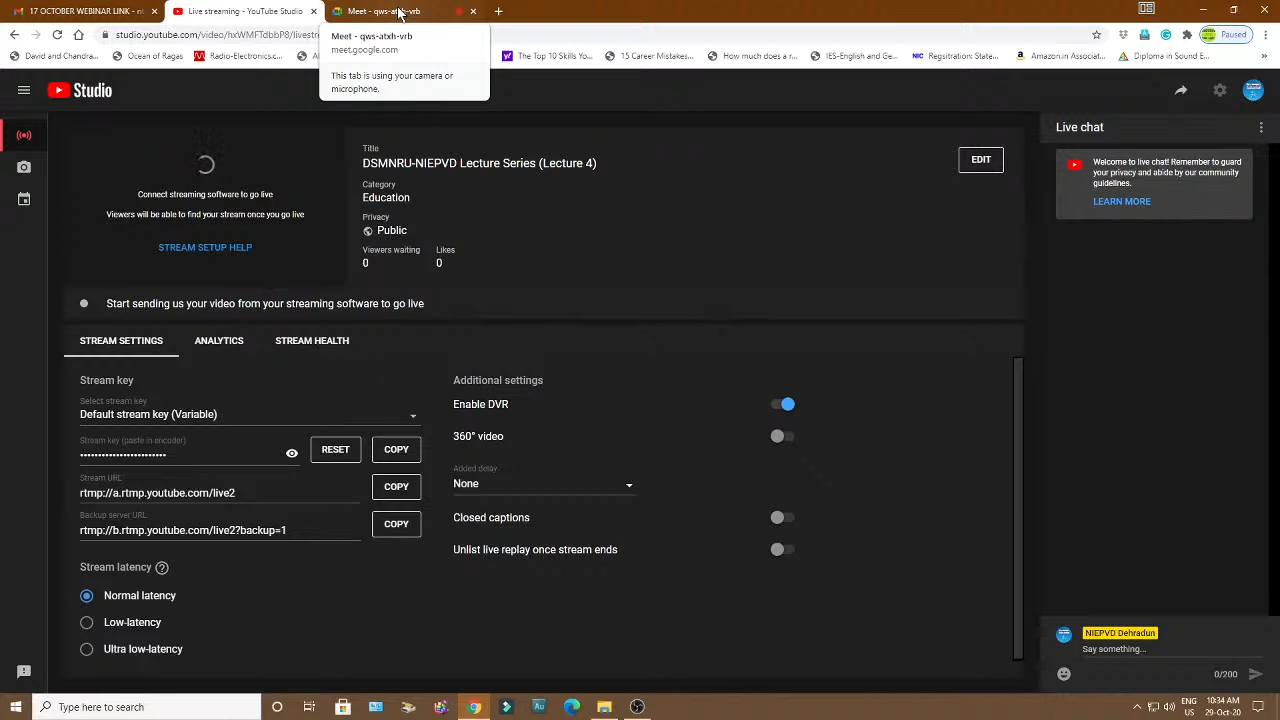 17 OCTOBER WEBINAR LINK - nt
Live streaming - YouTube Studio
Meet - qws-atxh-vrb
studio.youtube.com/video/hxWMFTdbbP8/livestre
Paused
Meet - qws-atxh-vrb
meet.google.com
This tab is using your camera or
microphone.
David and Chandra...
Ocean of Ragas
Radio-Electronics.c...
The Top 10 Skills Yo...
15 Career Mistakes...
How much does a r...
IES-English and Ge...
Regsitration: State...
Amazon.in Associat...
Diploma in Sound E...
Studio
Connect streaming software to go live
Viewers will be able to find your stream once you go live
STREAM SETUP HELP
Title
DSMNRU-NIEPVD Lecture Series (Lecture 4)
EDIT
Category
Education
Privacy
Public
Viewers waiting
Likes
0
0
Live chat
Welcome to live chat! Remember to guard
your privacy and abide by our community
guidelines.
LEARN MORE
Start sending us your video from your streaming software to go live
STREAM SETTINGS
ANALYTICS
STREAM HEALTH
Stream key
Select stream key
Default stream key (Variable)
Stream key (paste in encoder)
RESET
COPY
Stream URL
rtmp://a.rtmp.youtube.com/live2
COPY
Backup server URL
rtmp://b.rtmp.youtube.com/live2?backup=1
COPY
Stream latency
Normal latency
Low-latency
Ultra low-latency
Additional settings
Enable DVR
360° video
Added delay
None
Closed captions
Unlist live replay once stream ends
NIEPVD Dehradun
Say something...
0/200
Type here to search
ENG
US
10:34 AM
29-Oct-20